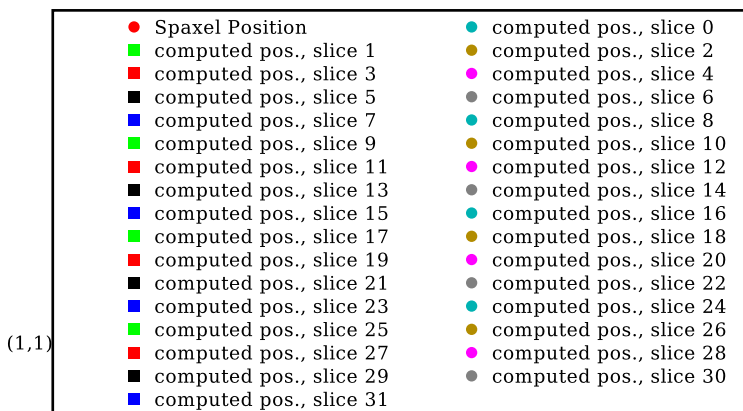 Spaxel Position
computed pos., slice 1
computed pos., slice 3
computed pos., slice 5
computed pos., slice 7
computed pos., slice 9
computed pos., slice 11
computed pos., slice 13
computed pos., slice 15
computed pos., slice 17
computed pos., slice 19
computed pos., slice 21
computed pos., slice 23
computed pos., slice 25
computed pos., slice 27
computed pos., slice 29
computed pos., slice 31
computed pos., slice 0
computed pos., slice 2
computed pos., slice 4
computed pos., slice 6
computed pos., slice 8
computed pos., slice 10
computed pos., slice 12
computed pos., slice 14
computed pos., slice 16
computed pos., slice 18
computed pos., slice 20
computed pos., slice 22
computed pos., slice 24
computed pos., slice 26
computed pos., slice 28
computed pos., slice 30
(1,1)